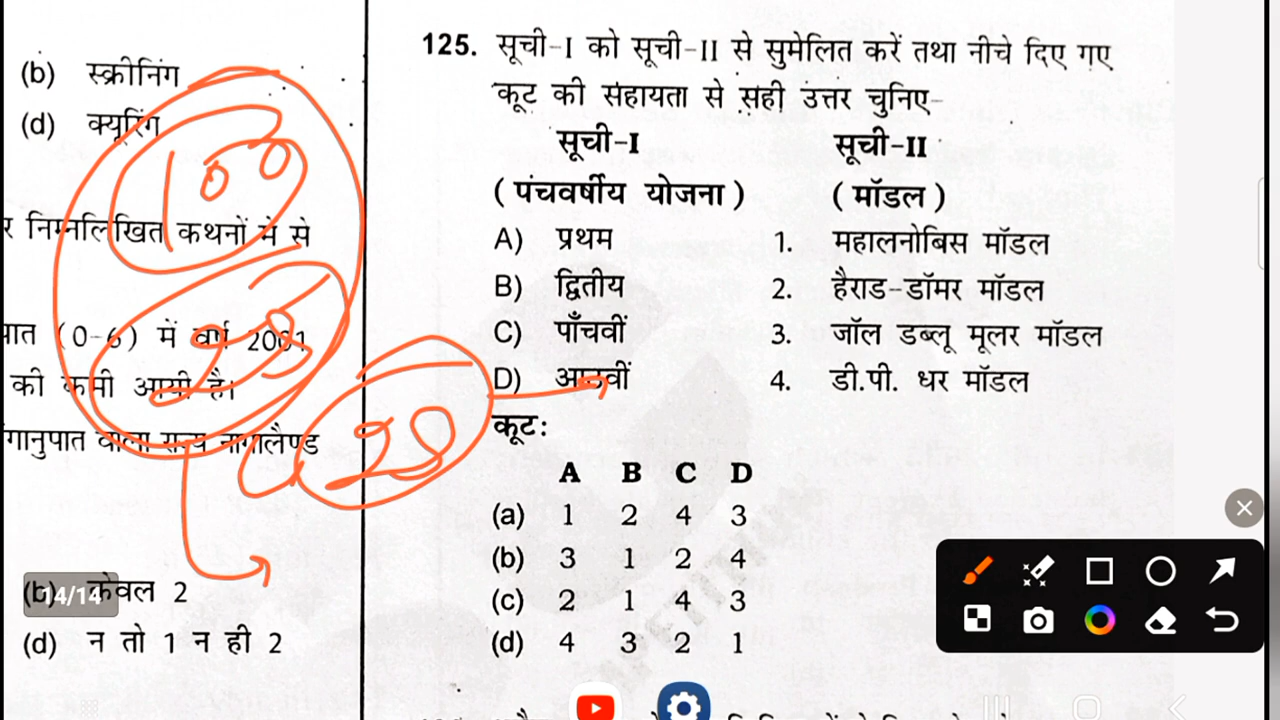 (b) स्क्रीनिंग
(d) क्यूरिंग
र निम्नलिखित कथनों में से
पात (0-6) में वर्ष 2001
की कमी आयी है।
गानुपात वाला राज्य नागालैण्ड
(b) केवल 2
14/14
(d) न तो 1 न ही 2
103
20
125. सूची-I को सूची-II से सुमेलित करें तथा नीचे दिए गए
कूट की सहायता से सही उत्तर चुनिए-
सूची-I सूची-II
(पंचवर्षीय योजना) (मॉडल)
A) प्रथम 1. महालनोबिस मॉडल
B) द्वितीय 2. हैराड-डॉमर मॉडल
C) पाँचवीं 3. जॉल डब्लू मूलर मॉडल
D) आठवीं 4. डी.पी. धर मॉडल
कूट:
A B C D
(a) 1 2 4 3
(b) 3 1 2 4
(c) 2 1 4 3
(d) 4 3 2 1